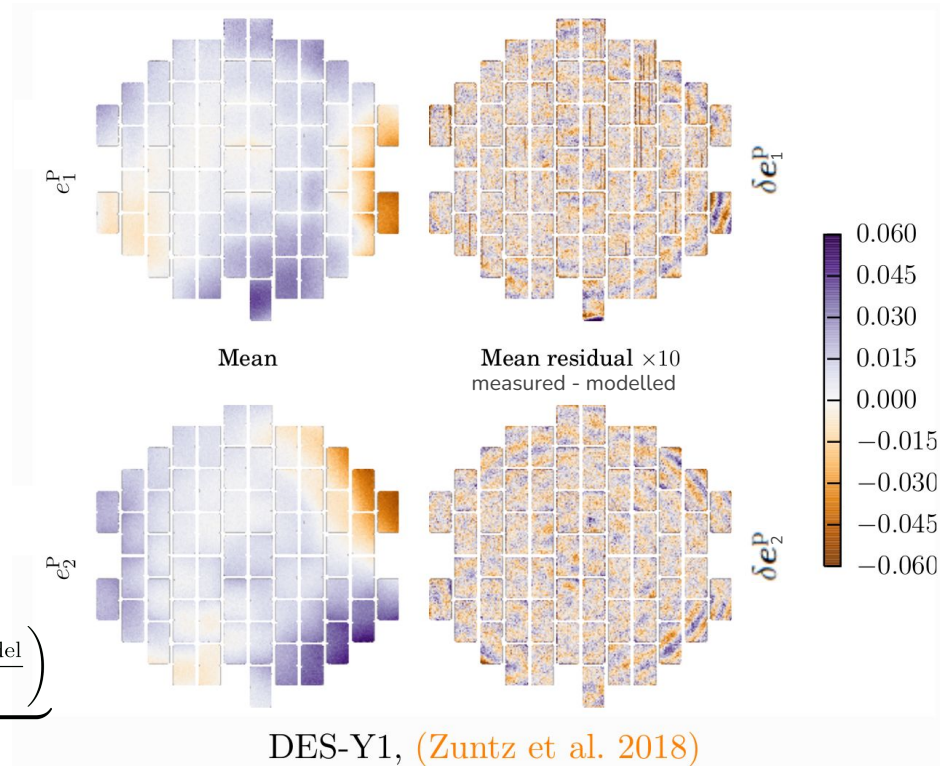 e₁ᴾ
δe₁ᴾ
0.060
0.045
0.030
0.015
0.000
−0.015
−0.030
−0.045
−0.060
Mean
Mean residual ×10
measured - modelled
e₂ᴾ
δe₂ᴾ
DES-Y1, (Zuntz et al. 2018)